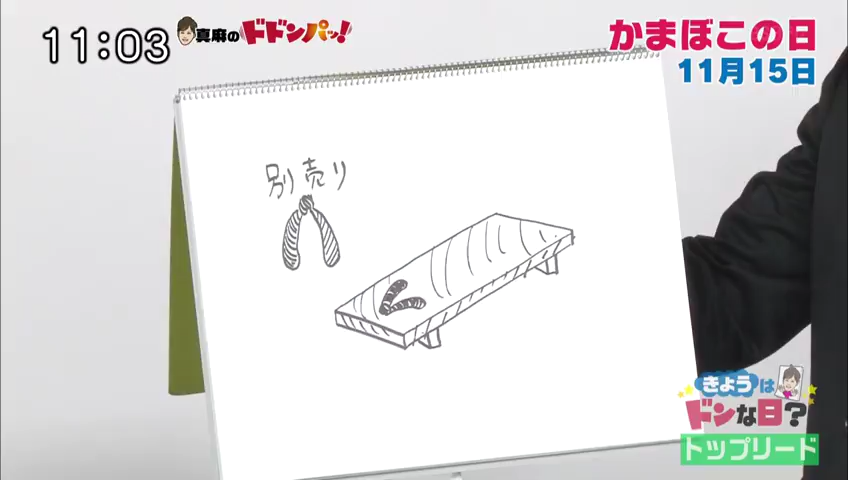 11:03
真麻の ドドンパッ!
かまぼこの日
11月15日
別売り
きょうは
ドンな日?
トップリード